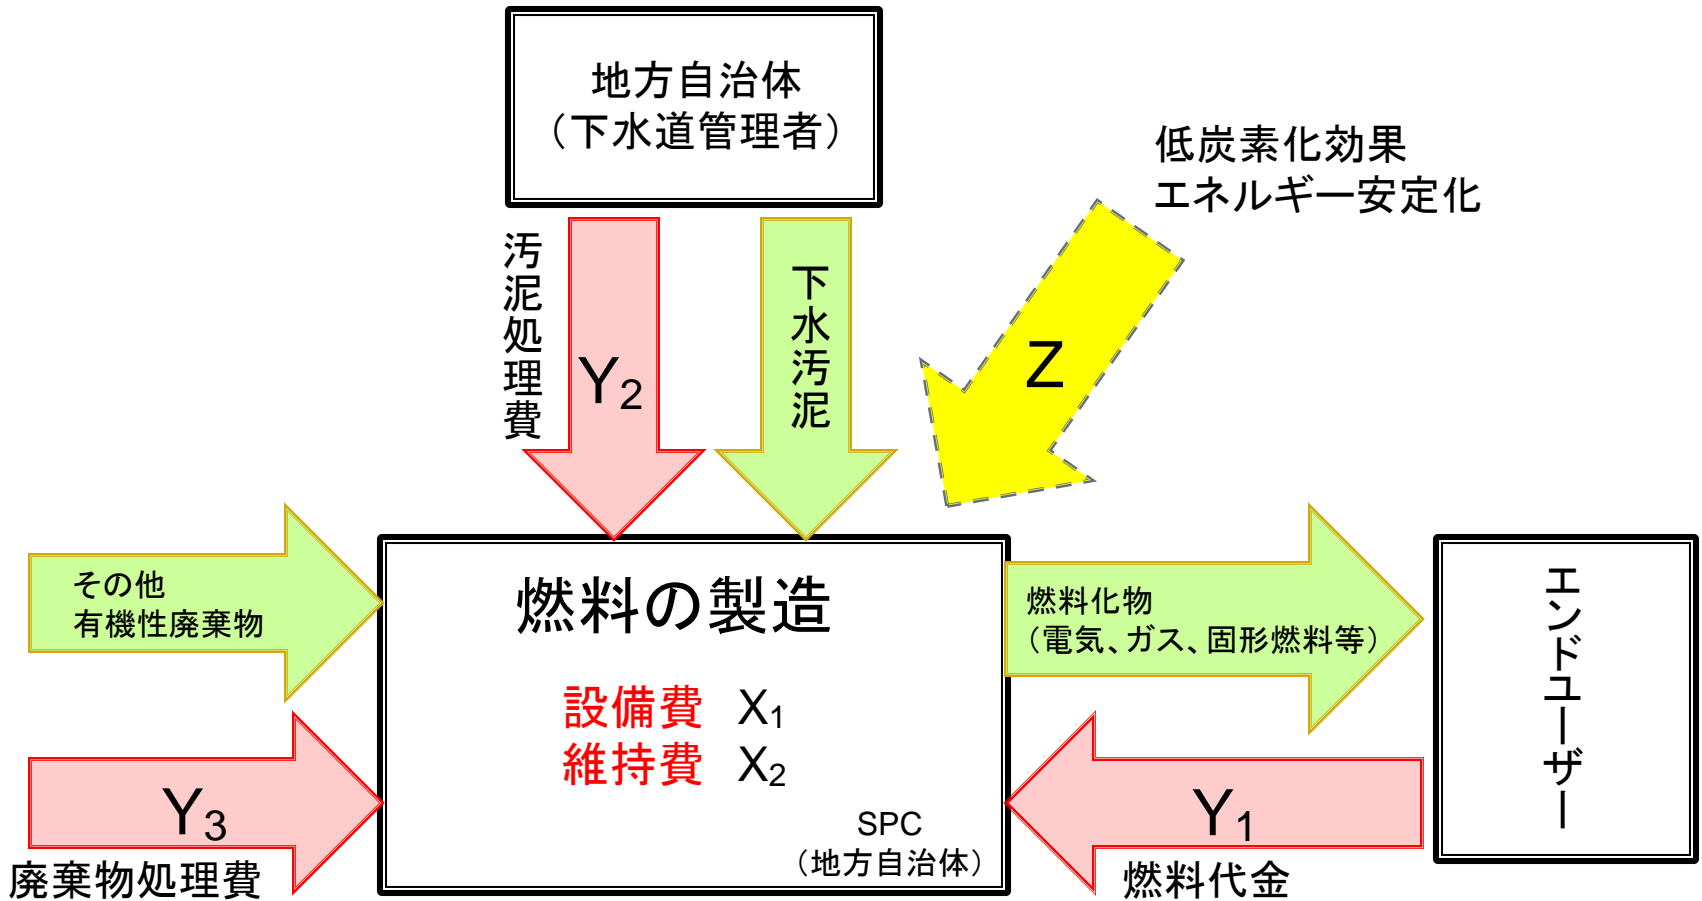 地方自治体
（下水道管理者）
低炭素化効果
エネルギー安定化
汚泥処理費
Y2
下水汚泥
Z
その他
有機性廃棄物
燃料の製造
設備費 X1
維持費 X2
SPC
（地方自治体）
燃料化物
（電気、ガス、固形燃料等）
エンドユーザー
Y3
廃棄物処理費
Y1
燃料代金